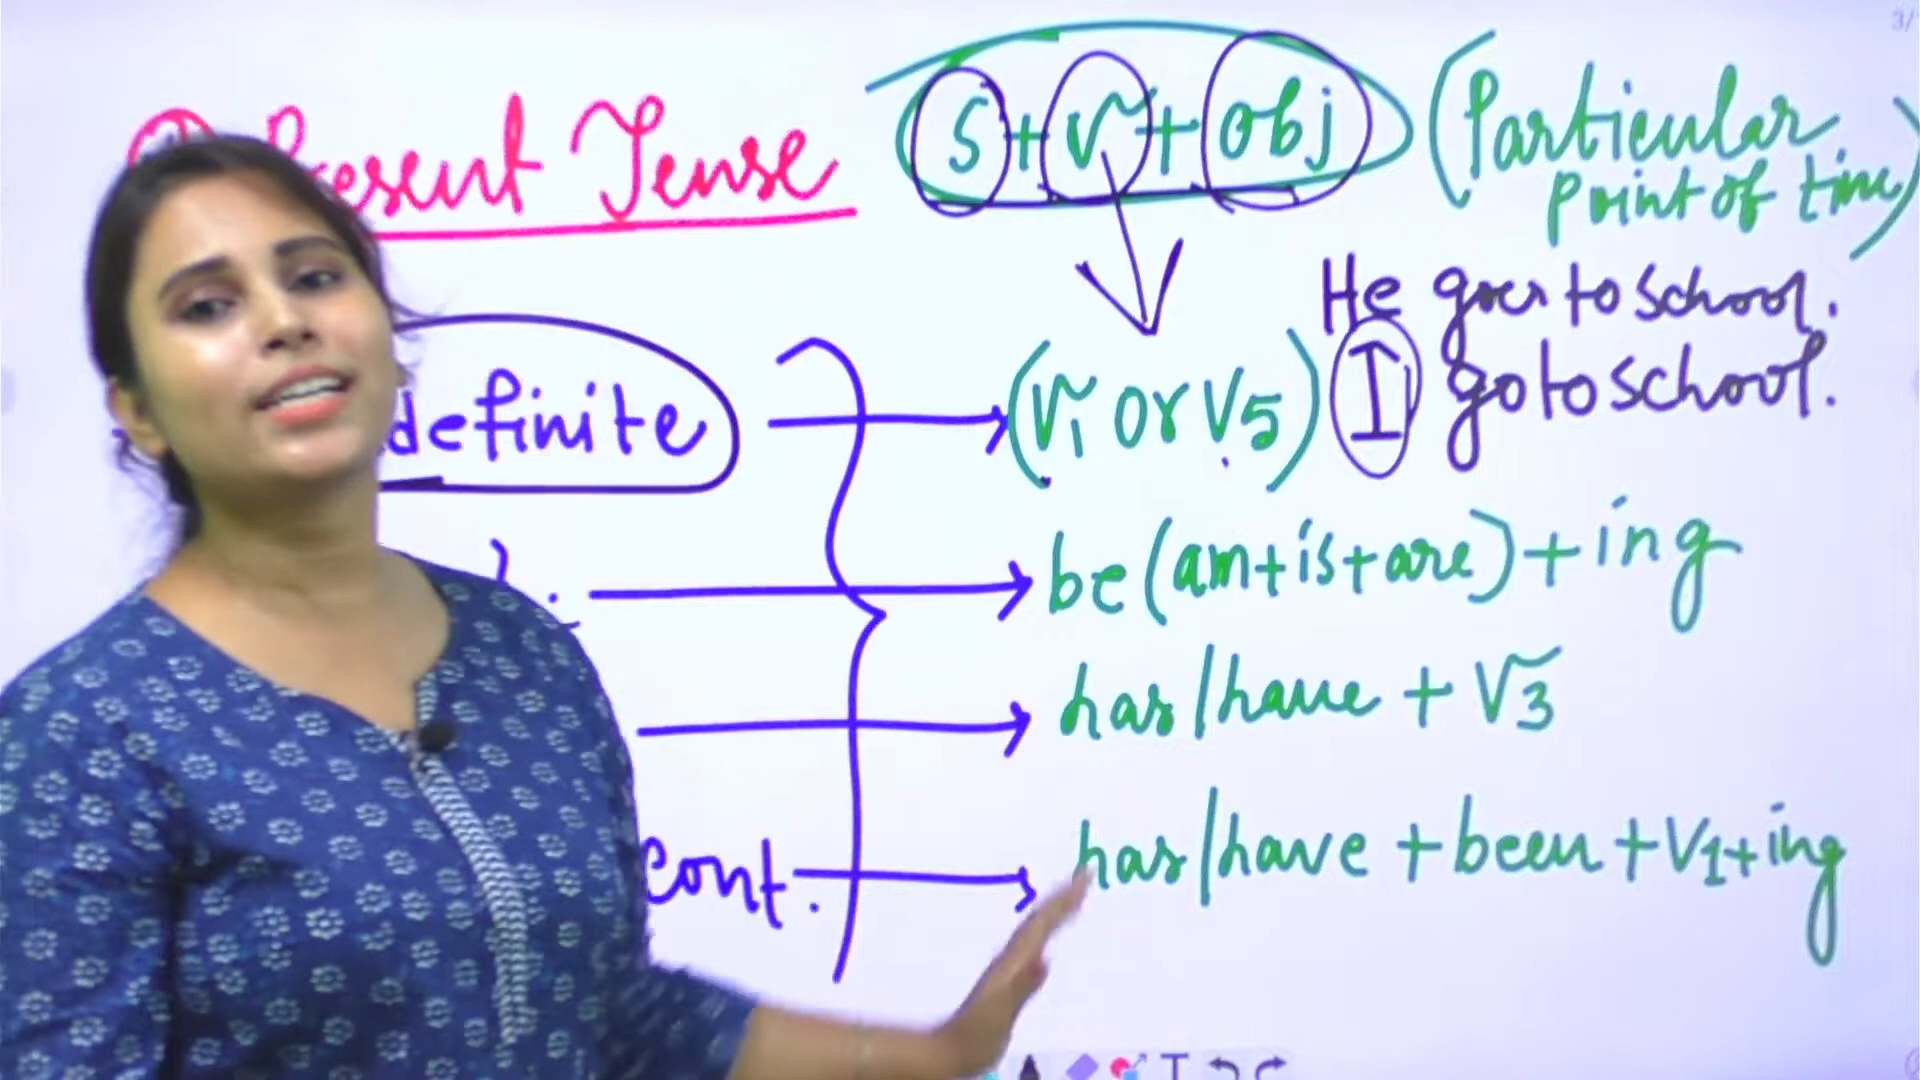 Present Tense
S + V + obj
(Particular
point of time)
He goes to school.
I go to school.
definite
(V1 or V5)
be (am + is + are) + ing
has/have + V3
cont.
has/have + been + V1 + ing
T